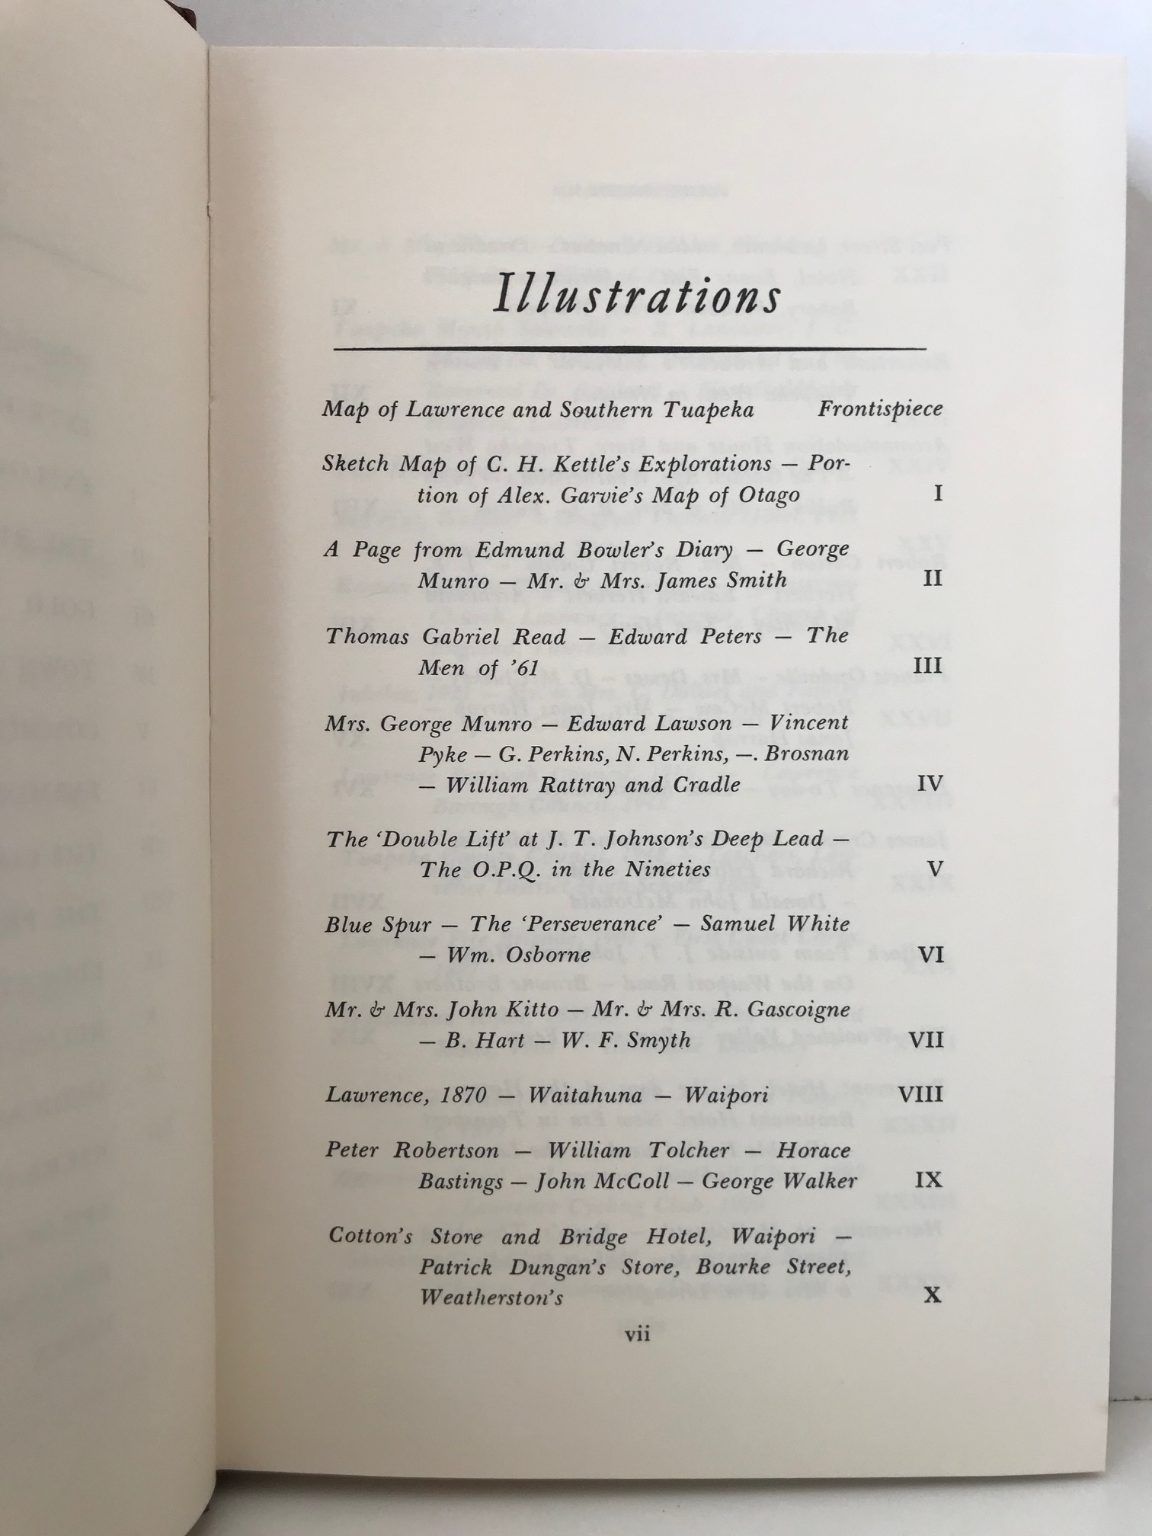 Illustrations
Map of Lawrence and Southern Tuapeka Frontispiece
Sketch Map of C. H. Kettle's Explorations — Por-
tion of Alex. Garvie's Map of Otago I
A Page from Edmund Bowler's Diary — George
Munro — Mr. & Mrs. James Smith II
Thomas Gabriel Read — Edward Peters — The
Men of '61 III
Mrs. George Munro — Edward Lawson — Vincent
Pyke — G. Perkins, N. Perkins, —. Brosnan
— William Rattray and Cradle IV
The 'Double Lift' at J. T. Johnson's Deep Lead —
The O.P.Q. in the Nineties V
Blue Spur — The 'Perseverance' — Samuel White
— Wm. Osborne VI
Mr. & Mrs. John Kitto — Mr. & Mrs. R. Gascoigne
— B. Hart — W. F. Smyth VII
Lawrence, 1870 — Waitahuna — Waipori VIII
Peter Robertson — William Tolcher — Horace
Bastings — John McColl — George Walker IX
Cotton's Store and Bridge Hotel, Waipori —
Patrick Dungan's Store, Bourke Street,
Weatherston's X
vii